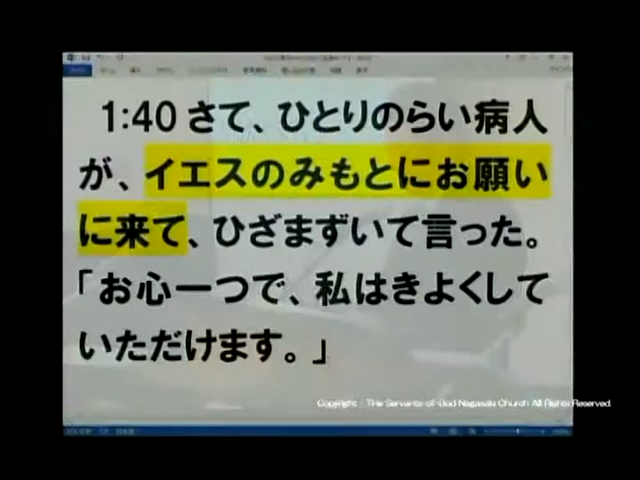 1:40 さて、ひとりのらい病人
が、イエスのみもとにお願い
に来て、ひざまずいて言った。
「お心一つで、私はきよくして
いただけます。」
Copyright : The Servants-of-God Nagasaki Church All Rights Reserved.